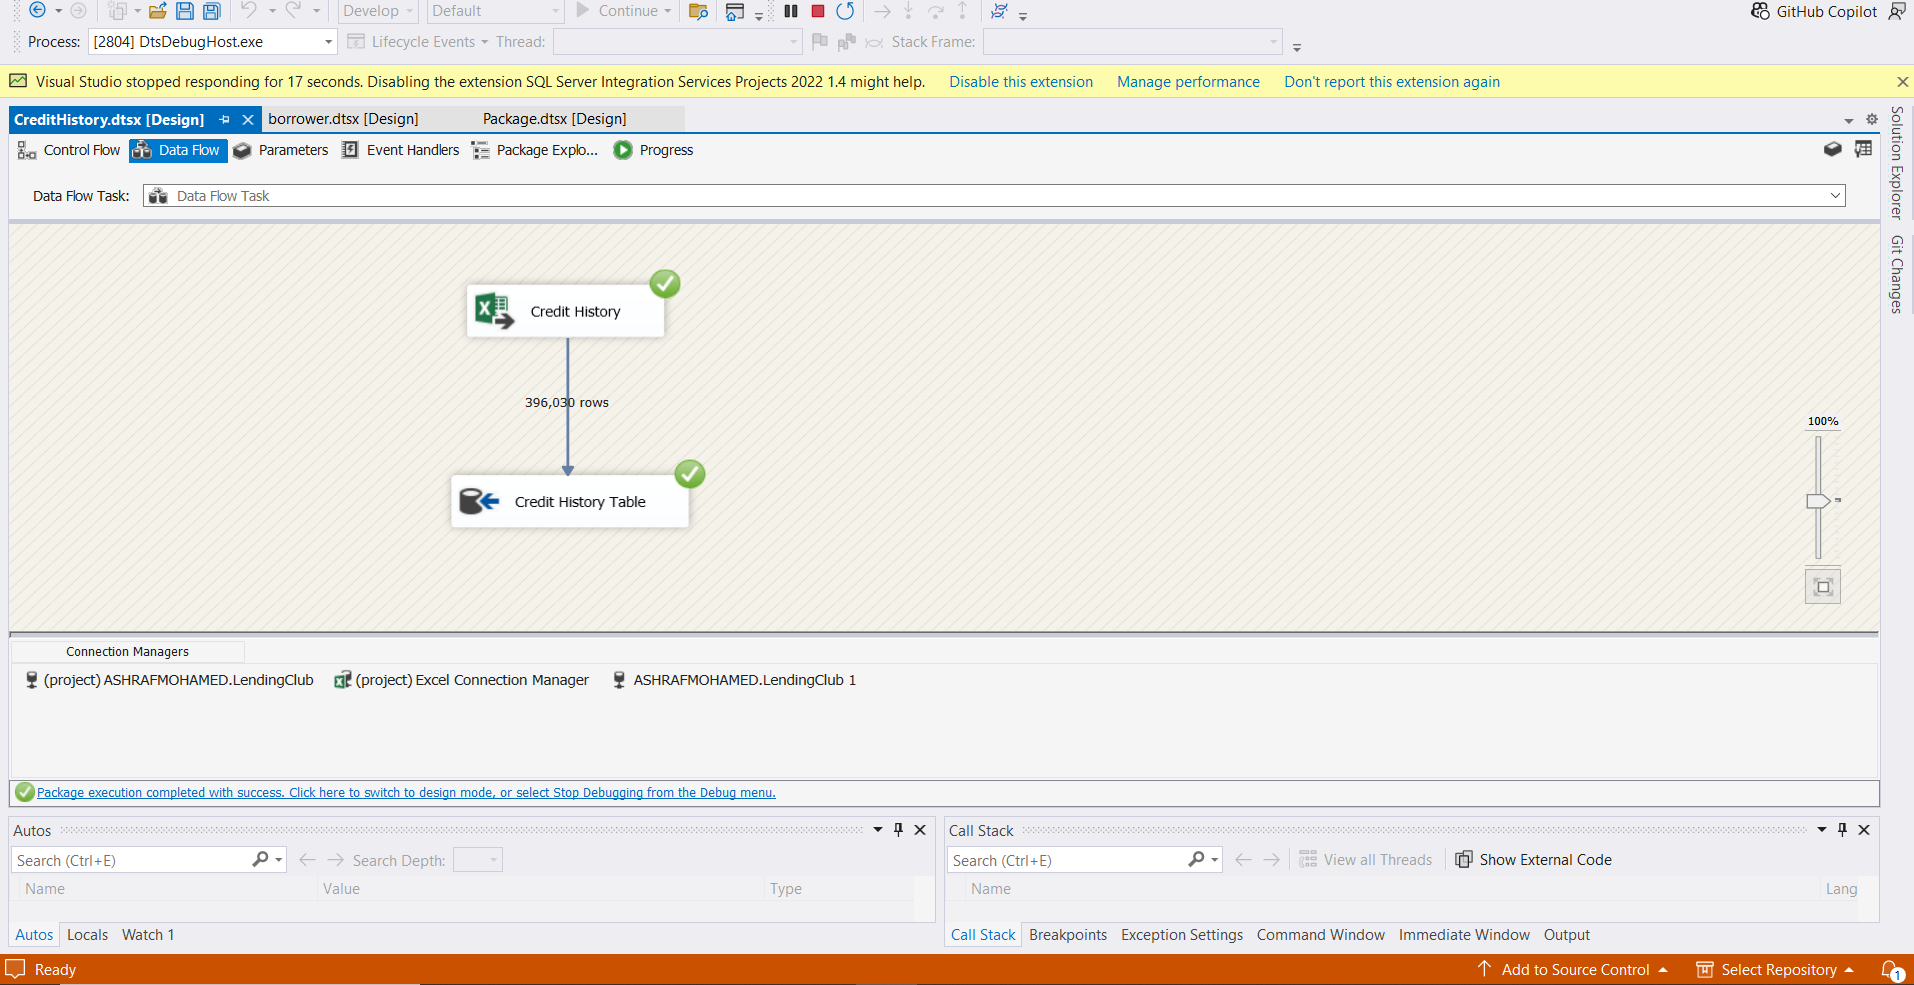 Develop Default Continue GitHub Copilot
Process: [2804] DtsDebugHost.exe Lifecycle Events Thread: Stack Frame:
Visual Studio stopped responding for 17 seconds. Disabling the extension SQL Server Integration Services Projects 2022 1.4 might help. Disable this extension Manage performance Don't report this extension again
CreditHistory.dtsx [Design] borrower.dtsx [Design] Package.dtsx [Design]
Control Flow Data Flow Parameters Event Handlers Package Explo... Progress
Data Flow Task: Data Flow Task
Solution Explorer
Git Changes
Credit History
396,030 rows
Credit History Table
100%
Connection Managers
(project) ASHRAFMOHAMED.LendingClub (project) Excel Connection Manager ASHRAFMOHAMED.LendingClub 1
Package execution completed with success. Click here to switch to design mode, or select Stop Debugging from the Debug menu.
Autos
Search (Ctrl+E) Search Depth:
Name Value Type
Autos Locals Watch 1
Call Stack
Search (Ctrl+E) View all Threads Show External Code
Name Lang
Call Stack Breakpoints Exception Settings Command Window Immediate Window Output
Ready Add to Source Control Select Repository 1